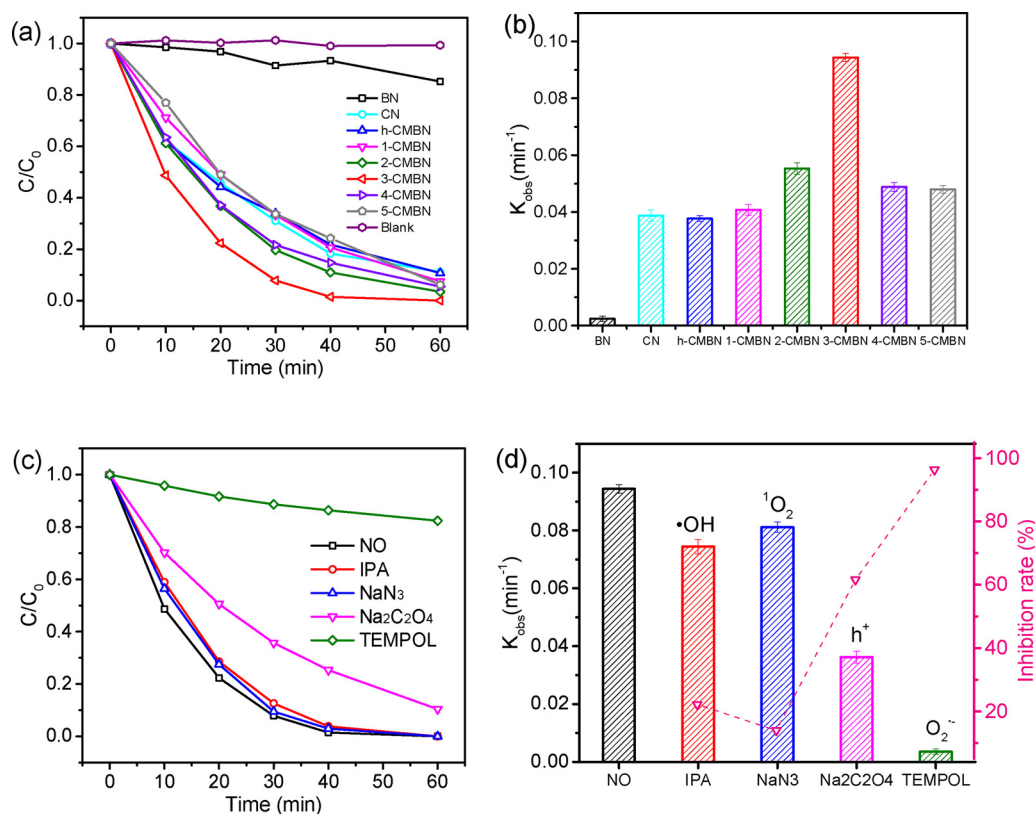 (a)
C/C0
1.0
0.8
0.6
0.4
0.2
0.0
BN
CN
h-CMBN
1-CMBN
2-CMBN
3-CMBN
4-CMBN
5-CMBN
Blank
0 10 20 30 40 50 60
Time (min)
(b)
Kobs(min-1)
0.10
0.08
0.06
0.04
0.02
0.00
BN CN h-CMBN 1-CMBN 2-CMBN 3-CMBN 4-CMBN 5-CMBN
(c)
C/C0
1.0
0.8
0.6
0.4
0.2
0.0
NO
IPA
NaN3
Na2C2O4
TEMPOL
0 10 20 30 40 50 60
Time (min)
(d)
Kobs(min-1)
0.10
0.08
0.06
0.04
0.02
0.00
•OH
1O2
h+
O2·-
100
80
60
40
20
Inhibition rate (%)
NO IPA NaN3 Na2C2O4 TEMPOL